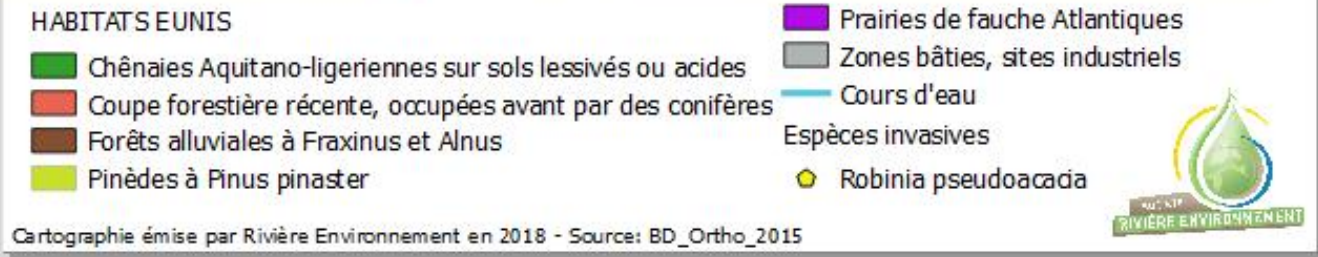 HABITATS EUNIS
Chênaies Aquitano-ligeriennes sur sols lessivés ou acides
Coupe forestière récente, occupées avant par des conifères
Forêts alluviales à Fraxinus et Alnus
Pinèdes à Pinus pinaster
Prairies de fauche Atlantiques
Zones bâties, sites industriels
Cours d'eau
Espèces invasives
Robinia pseudoacacia
RIVIÈRE ENVIRONNEMENT
Cartographie émise par Rivière Environnement en 2018 - Source: BD_Ortho_2015